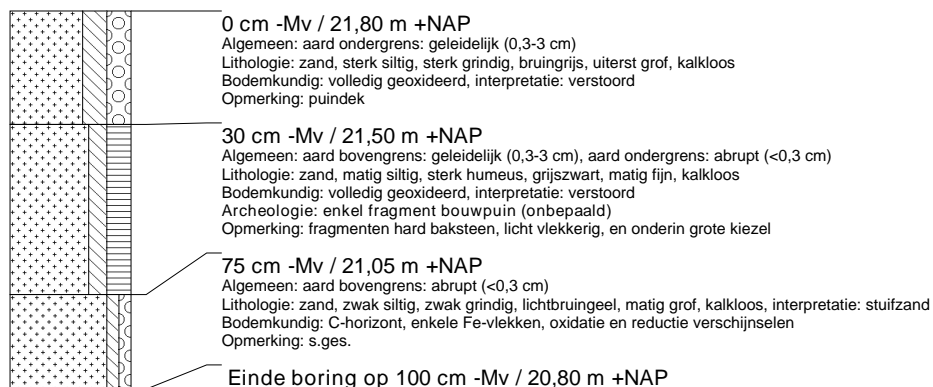 0 cm -Mv / 21,80 m +NAP
Algemeen: aard ondergrens: geleidelijk (0,3-3 cm)
Lithologie: zand, sterk siltig, sterk grindig, bruingrijs, uiterst grof, kalkloos
Bodemkundig: volledig geoxideerd, interpretatie: verstoord
Opmerking: puindek
30 cm -Mv / 21,50 m +NAP
Algemeen: aard bovengrens: geleidelijk (0,3-3 cm), aard ondergrens: abrupt (<0,3 cm)
Lithologie: zand, matig siltig, sterk humeus, grijszwart, matig fijn, kalkloos
Bodemkundig: volledig geoxideerd, interpretatie: verstoord
Archeologie: enkel fragment bouwpuin (onbepaald)
Opmerking: fragmenten hard baksteen, licht vlekkerig, en onderin grote kiezel
75 cm -Mv / 21,05 m +NAP
Algemeen: aard bovengrens: abrupt (<0,3 cm)
Lithologie: zand, zwak siltig, zwak grindig, lichtbruingeel, matig grof, kalkloos, interpretatie: stuifzand
Bodemkundig: C-horizont, enkele Fe-vlekken, oxidatie en reductie verschijnselen
Opmerking: s.ges.
Einde boring op 100 cm -Mv / 20,80 m +NAP